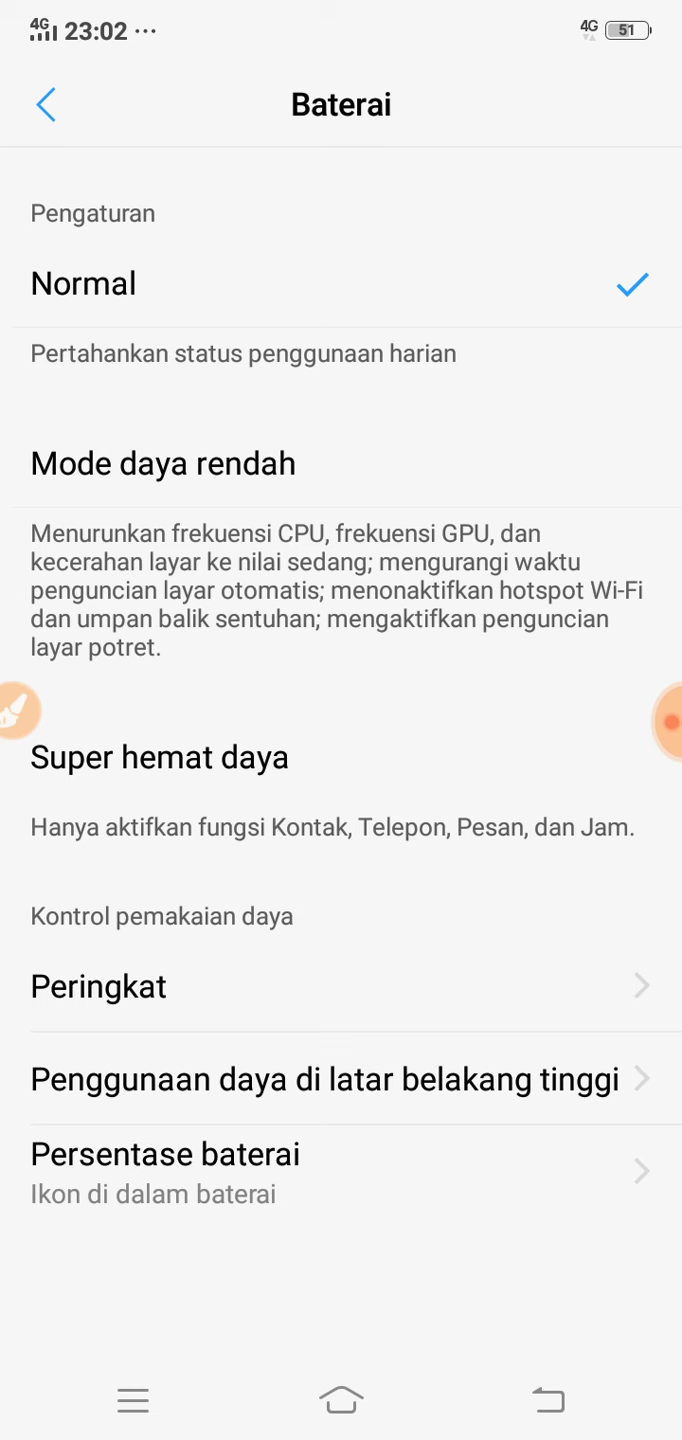 4G 23:02 ... 4G 51
Baterai
Pengaturan
Normal
Pertahankan status penggunaan harian
Mode daya rendah
Menurunkan frekuensi CPU, frekuensi GPU, dan
kecerahan layar ke nilai sedang; mengurangi waktu
penguncian layar otomatis; menonaktifkan hotspot Wi-Fi
dan umpan balik sentuhan; mengaktifkan penguncian
layar potret.
Super hemat daya
Hanya aktifkan fungsi Kontak, Telepon, Pesan, dan Jam.
Kontrol pemakaian daya
Peringkat
Penggunaan daya di latar belakang tinggi
Persentase baterai
Ikon di dalam baterai